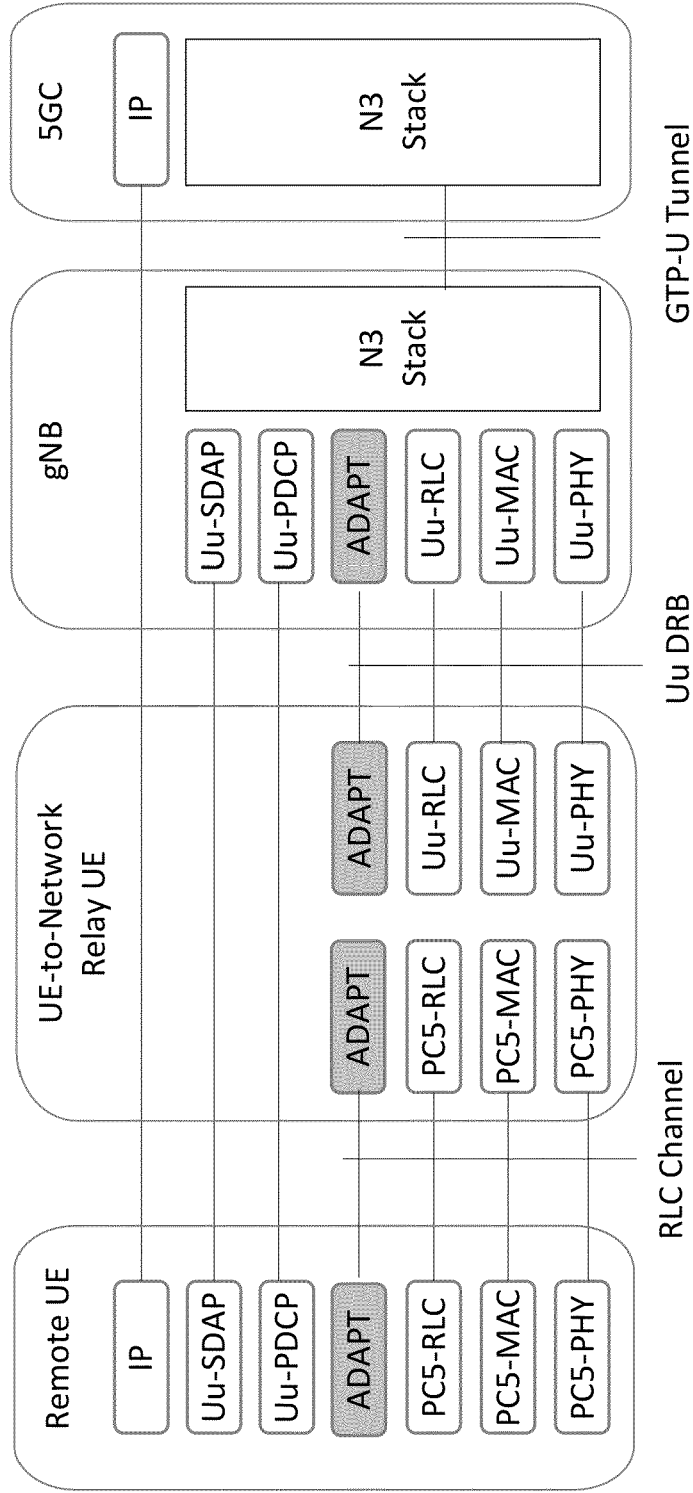 Remote UE
IP
Uu-SDAP
Uu-PDCP
ADAPT
PC5-RLC
PC5-MAC
PC5-PHY
RLC Channel
UE-to-Network
Relay UE
ADAPT
PC5-RLC
PC5-MAC
PC5-PHY
ADAPT
Uu-RLC
Uu-MAC
Uu-PHY
Uu DRB
gNB
Uu-SDAP
Uu-PDCP
ADAPT
Uu-RLC
Uu-MAC
Uu-PHY
N3
Stack
GTP-U Tunnel
5GC
IP
N3
Stack